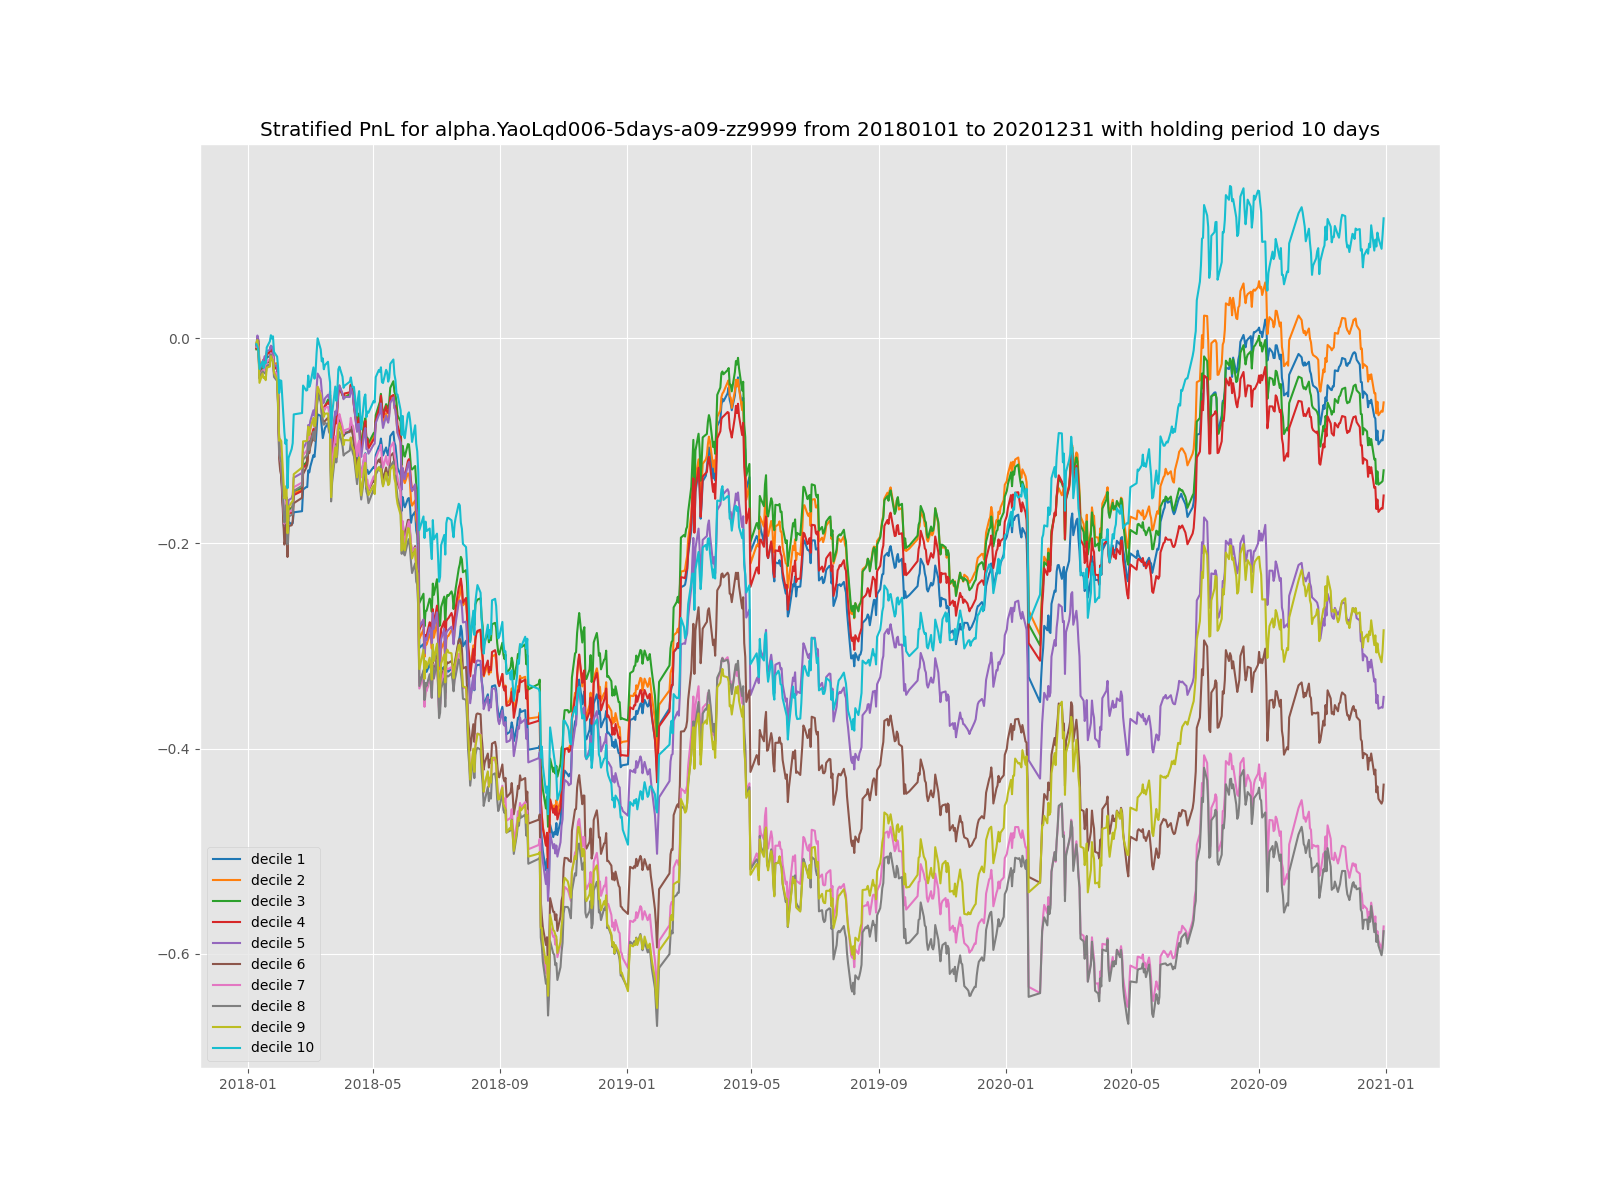 Stratified PnL for alpha.YaoLqd006-5days-a09-zz9999 from 20180101 to 20201231 with holding period 10 days
0.0
−0.2
−0.4
−0.6
decile 1
decile 2
decile 3
decile 4
decile 5
decile 6
decile 7
decile 8
decile 9
decile 10
2018-01 2018-05 2018-09 2019-01 2019-05 2019-09 2020-01 2020-05 2020-09 2021-01